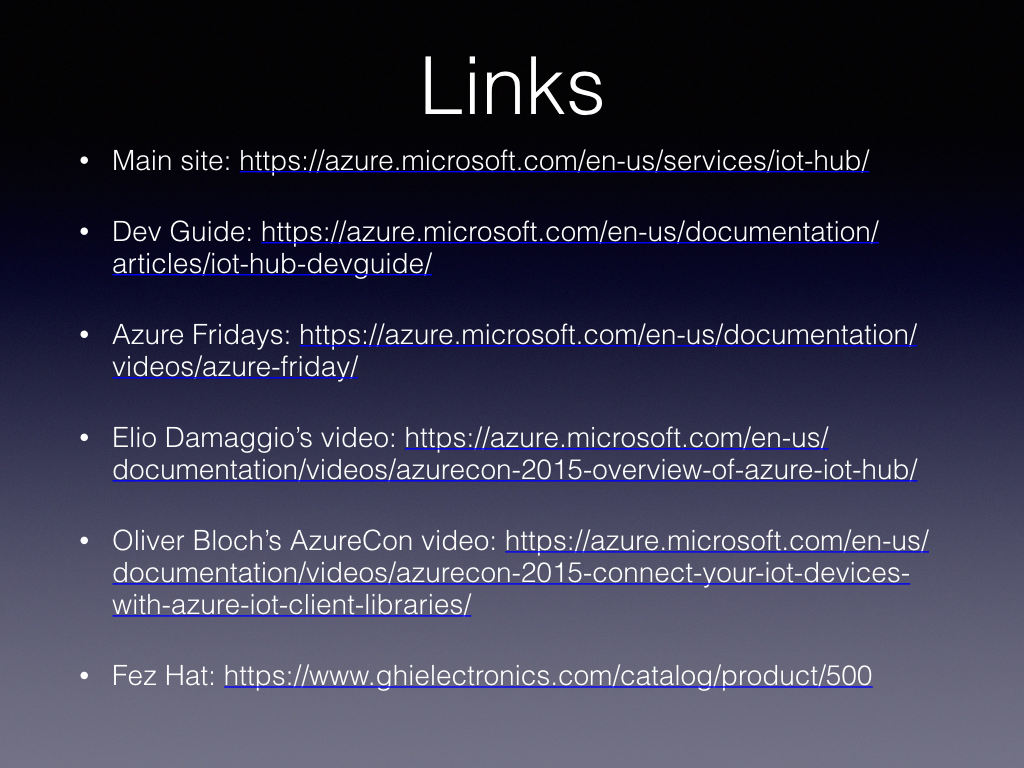 Links
• Main site: https://azure.microsoft.com/en-us/services/iot-hub/
• Dev Guide: https://azure.microsoft.com/en-us/documentation/
articles/iot-hub-devguide/
• Azure Fridays: https://azure.microsoft.com/en-us/documentation/
videos/azure-friday/
• Elio Damaggio’s video: https://azure.microsoft.com/en-us/
documentation/videos/azurecon-2015-overview-of-azure-iot-hub/
• Oliver Bloch’s AzureCon video: https://azure.microsoft.com/en-us/
documentation/videos/azurecon-2015-connect-your-iot-devices-
with-azure-iot-client-libraries/
• Fez Hat: https://www.ghielectronics.com/catalog/product/500